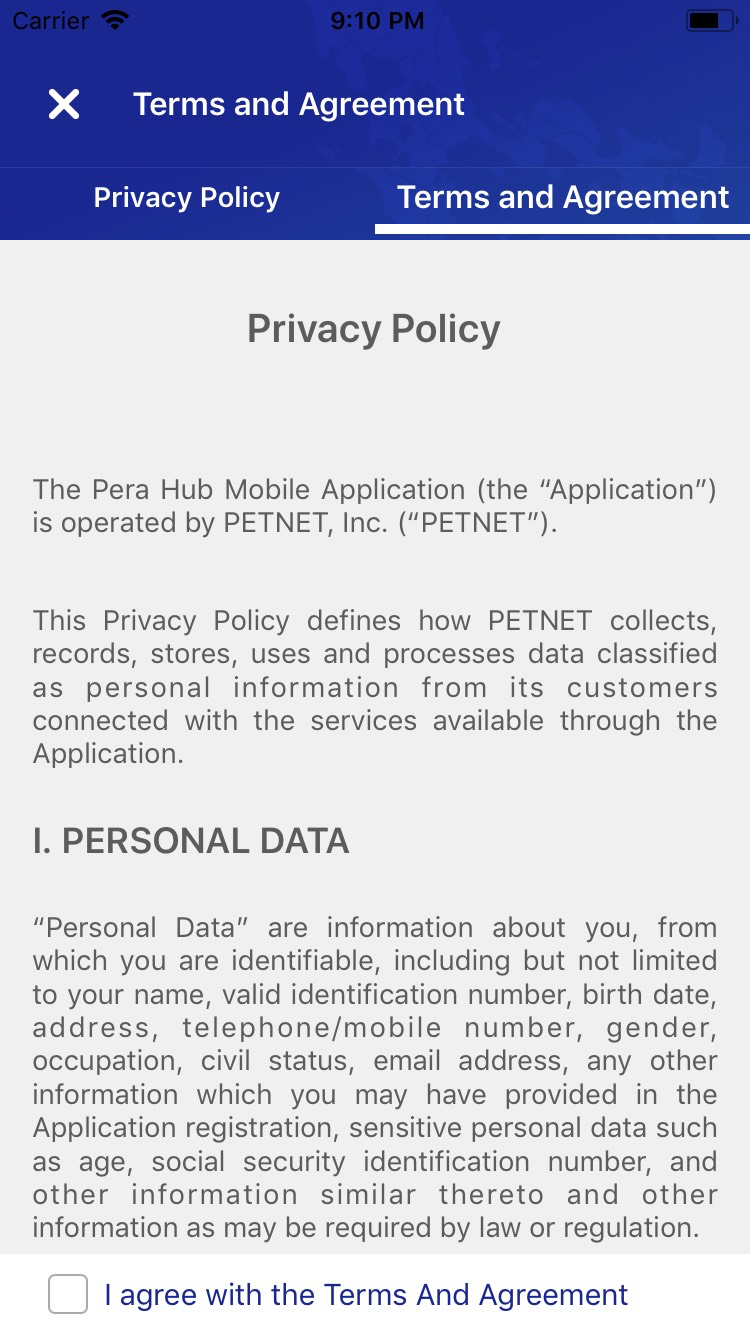 Carrier 9:10 PM
Terms and Agreement
Privacy Policy Terms and Agreement
Privacy Policy
The Pera Hub Mobile Application (the “Application”)
is operated by PETNET, Inc. (“PETNET”).
This Privacy Policy defines how PETNET collects,
records, stores, uses and processes data classified
as personal information from its customers
connected with the services available through the
Application.
I. PERSONAL DATA
“Personal Data” are information about you, from
which you are identifiable, including but not limited
to your name, valid identification number, birth date,
address, telephone/mobile number, gender,
occupation, civil status, email address, any other
information which you may have provided in the
Application registration, sensitive personal data such
as age, social security identification number, and
other information similar thereto and other
information as may be required by law or regulation.
I agree with the Terms And Agreement